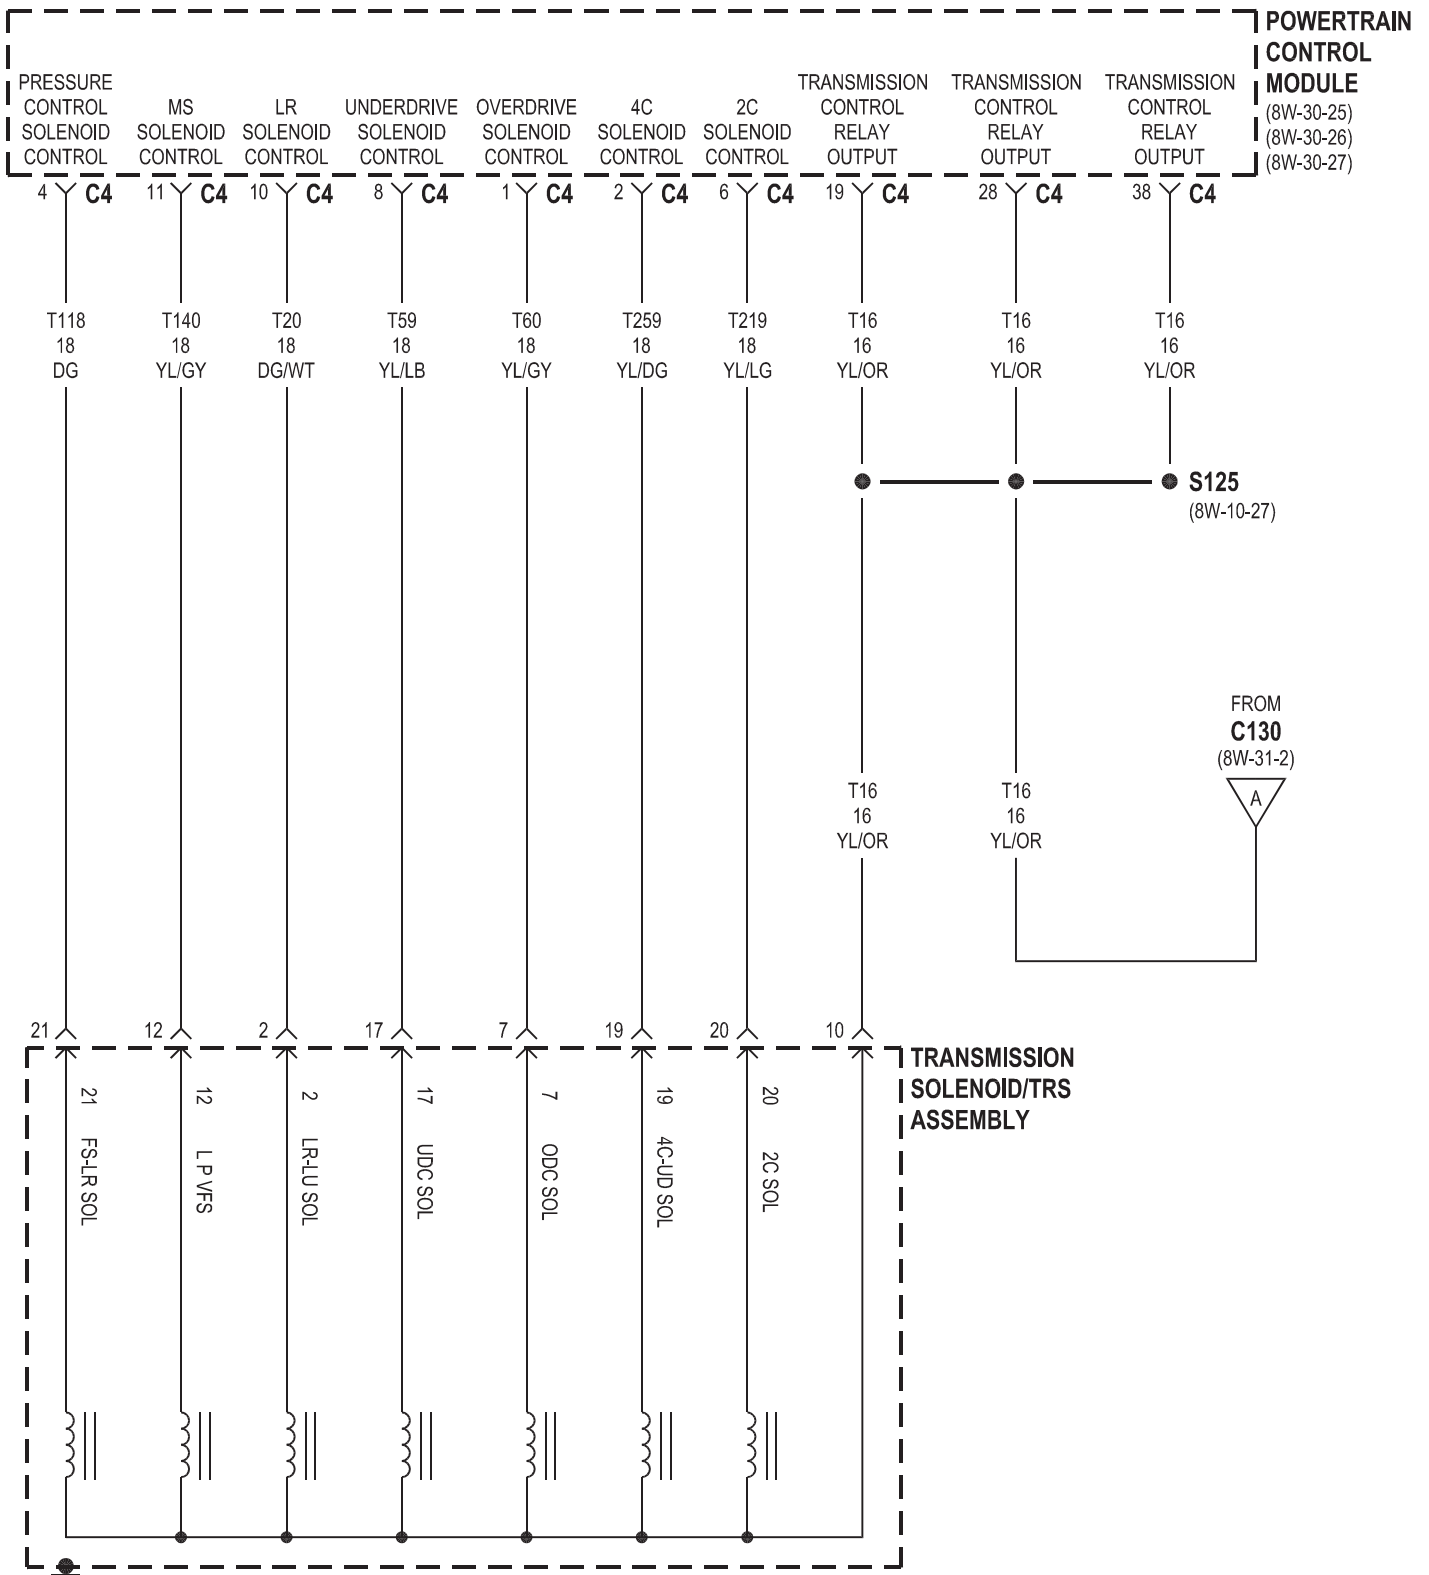 POWERTRAIN
CONTROL
MODULE
(8W-30-25)
(8W-30-26)
(8W-30-27)
PRESSURE
CONTROL
SOLENOID
CONTROL
MS
SOLENOID
CONTROL
LR
SOLENOID
CONTROL
UNDERDRIVE
SOLENOID
CONTROL
OVERDRIVE
SOLENOID
CONTROL
4C
SOLENOID
CONTROL
2C
SOLENOID
CONTROL
TRANSMISSION
CONTROL
RELAY
OUTPUT
TRANSMISSION
CONTROL
RELAY
OUTPUT
TRANSMISSION
CONTROL
RELAY
OUTPUT
4 C4
11 C4
10 C4
8 C4
1 C4
2 C4
6 C4
19 C4
28 C4
38 C4
T118
18
DG
T140
18
YL/GY
T20
18
DG/WT
T59
18
YL/LB
T60
18
YL/GY
T259
18
YL/DG
T219
18
YL/LG
T16
16
YL/OR
T16
16
YL/OR
T16
16
YL/OR
S125
(8W-10-27)
FROM
C130
(8W-31-2)
A
T16
16
YL/OR
T16
16
YL/OR
21
12
2
17
7
19
20
10
TRANSMISSION
SOLENOID/TRS
ASSEMBLY
21 FS-LR SOL
12 L P VFS
2 LR-LU SOL
17 UDC SOL
7 ODC SOL
19 4C-UD SOL
20 2C SOL